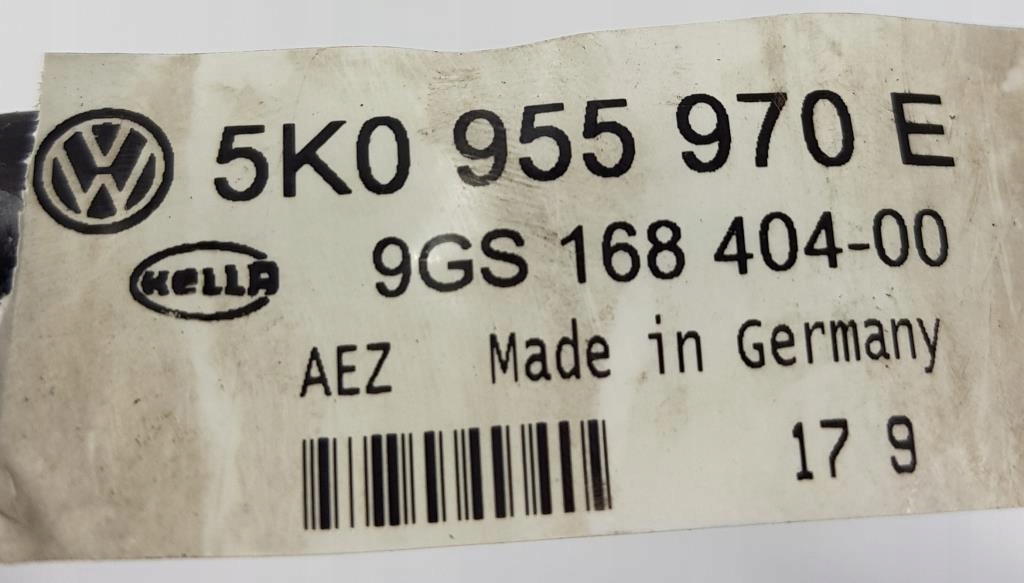 5K0 955 970 E
HELLA 9GS 168 404-00
AEZ Made in Germany
17 9